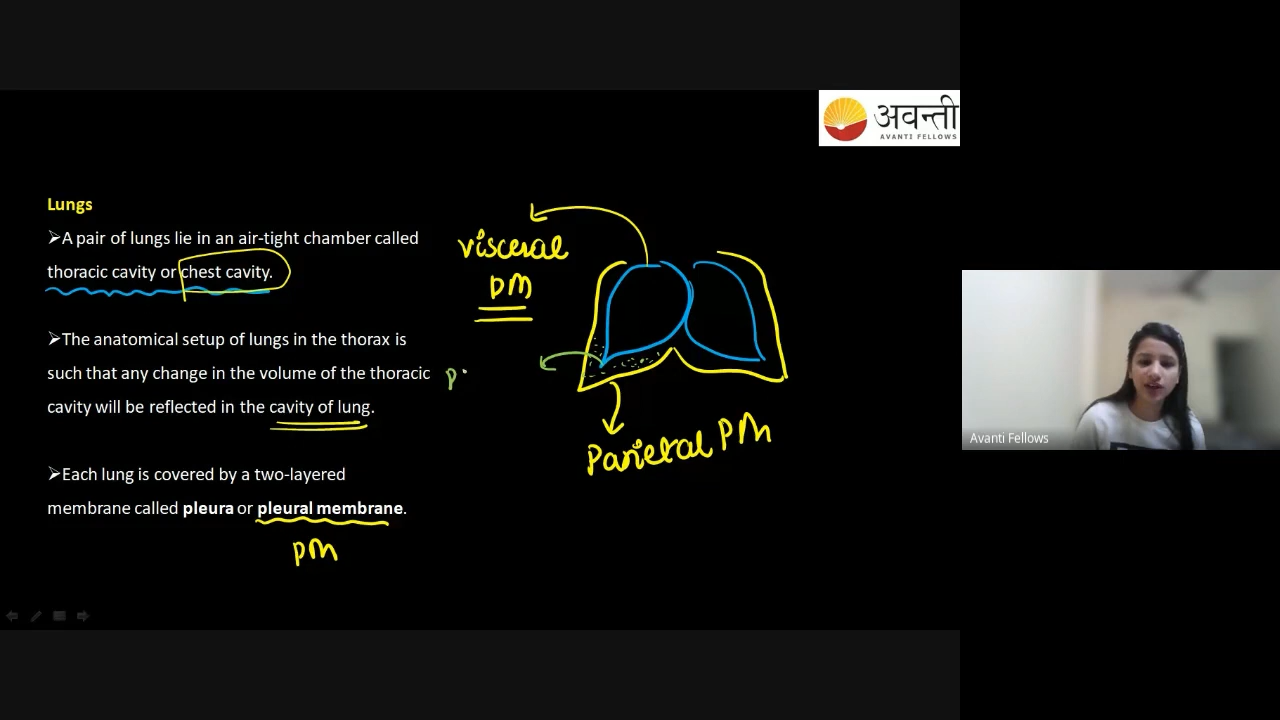 अवन्ती
AVANTI FELLOWS
Lungs
➢A pair of lungs lie in an air-tight chamber called
thoracic cavity or chest cavity.
➢The anatomical setup of lungs in the thorax is
such that any change in the volume of the thoracic
cavity will be reflected in the cavity of lung.
➢Each lung is covered by a two-layered
membrane called pleura or pleural membrane.
PM
visceral
PM
P
Parietal PM
Avanti Fellows